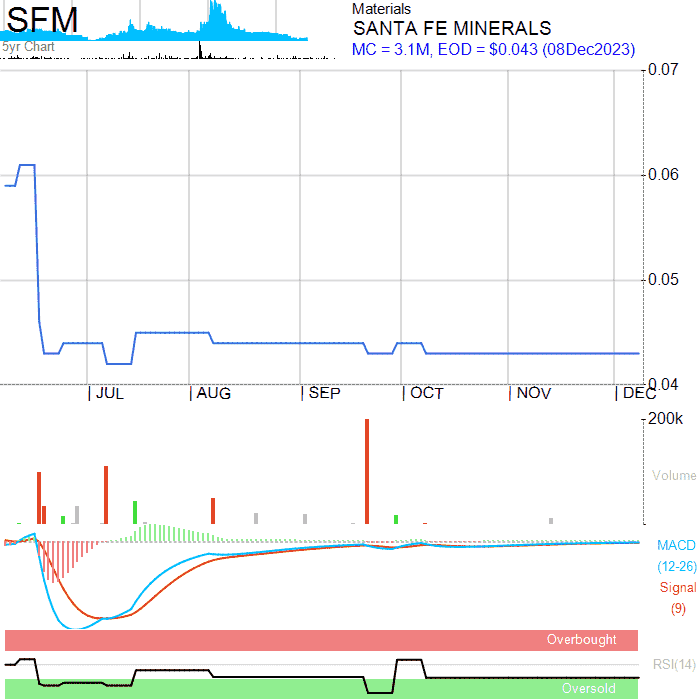 SFM
5yr Chart
Materials
SANTA FE MINERALS
MC = 3.1M, EOD = $0.043 (08Dec2023)
0.07
0.06
0.05
0.04
JUL AUG SEP OCT NOV DEC
200k
Volume
MACD
(12-26)
Signal
(9)
Overbought
RSI(14)
Oversold